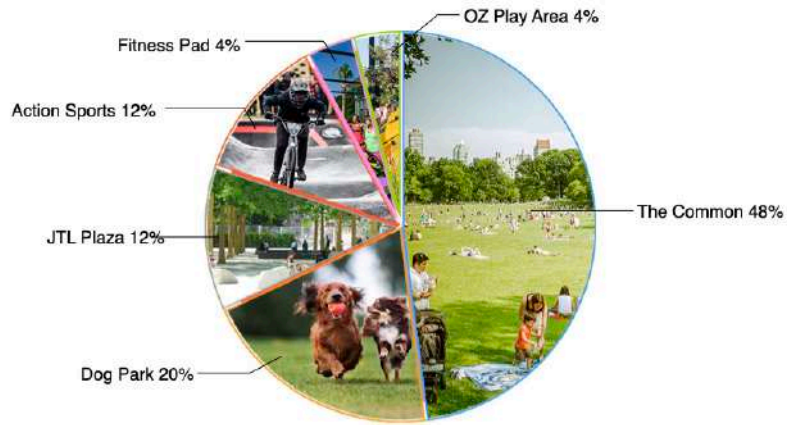 OZ Play Area 4%
Fitness Pad 4%
Action Sports 12%
The Common 48%
JTL Plaza 12%
Dog Park 20%